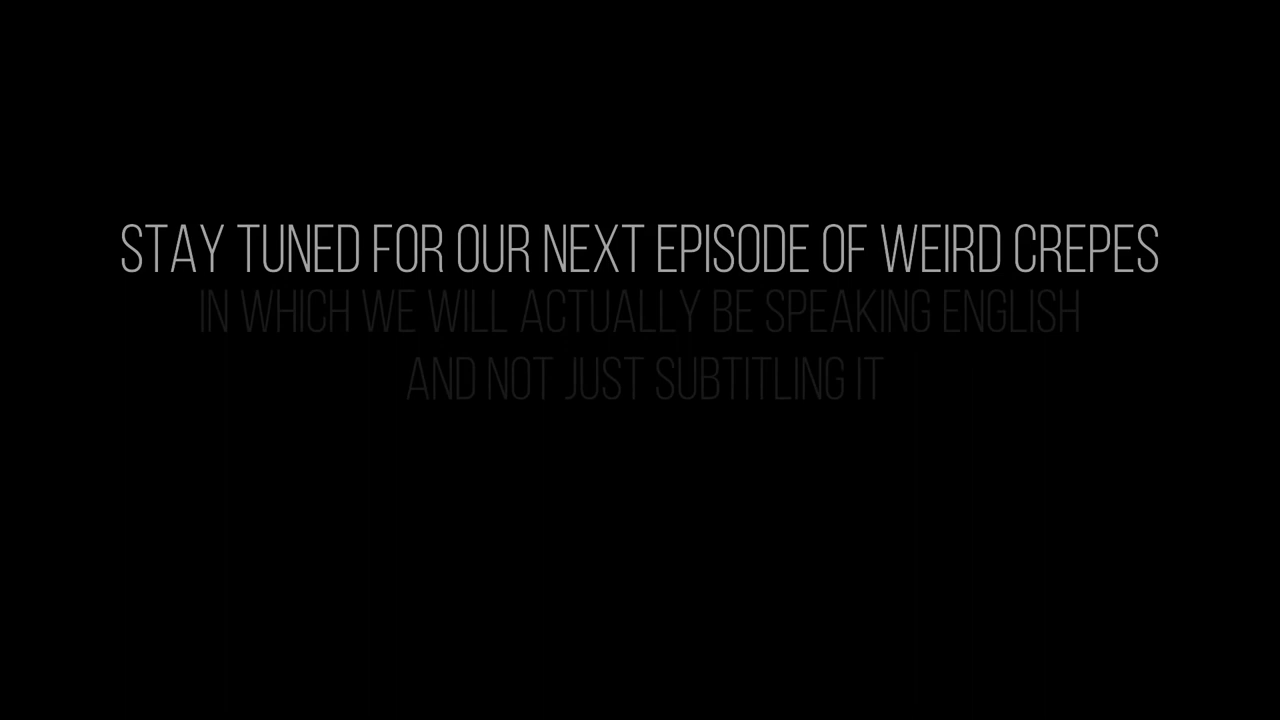 STAY TUNED FOR OUR NEXT EPISODE OF WEIRD CREPES
IN WHICH WE WILL ACTUALLY BE SPEAKING ENGLISH
AND NOT JUST SUBTITLING IT